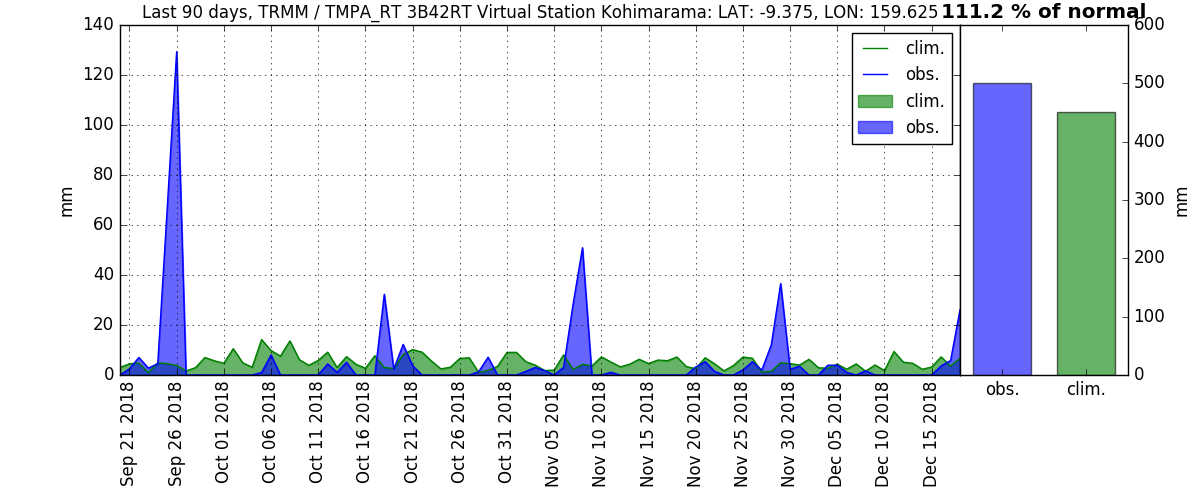 Last 90 days, TRMM / TMPA_RT 3B42RT Virtual Station Kohimarama: LAT: -9.375, LON: 159.625 111.2 % of normal
140
120
100
80
60
40
20
0
mm
clim.
obs.
clim.
obs.
600
500
400
300
200
100
0
mm
obs. clim.
Sep 21 2018
Sep 26 2018
Oct 01 2018
Oct 06 2018
Oct 11 2018
Oct 16 2018
Oct 21 2018
Oct 26 2018
Oct 31 2018
Nov 05 2018
Nov 10 2018
Nov 15 2018
Nov 20 2018
Nov 25 2018
Nov 30 2018
Dec 05 2018
Dec 10 2018
Dec 15 2018